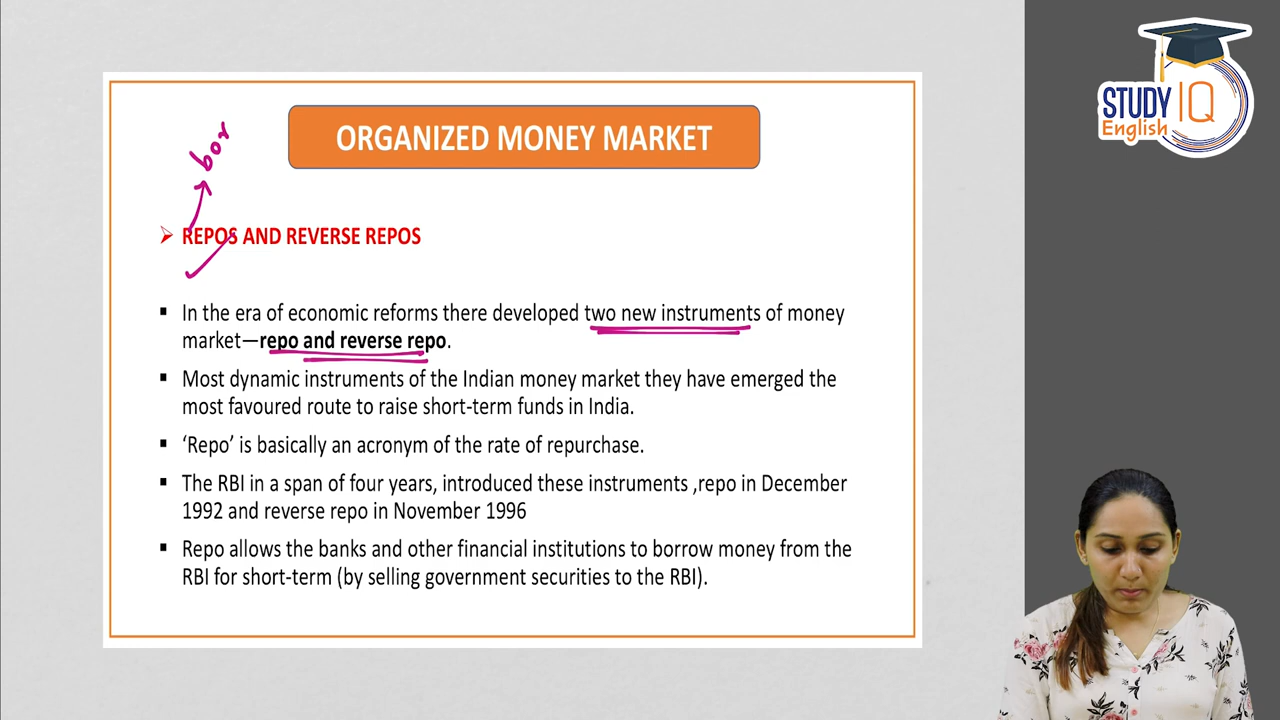 ORGANIZED MONEY MARKET
bor
➢ REPOS AND REVERSE REPOS
▪ In the era of economic reforms there developed two new instruments of money
market—repo and reverse repo.
▪ Most dynamic instruments of the Indian money market they have emerged the
most favoured route to raise short-term funds in India.
▪ ‘Repo’ is basically an acronym of the rate of repurchase.
▪ The RBI in a span of four years, introduced these instruments ,repo in December
1992 and reverse repo in November 1996
▪ Repo allows the banks and other financial institutions to borrow money from the
RBI for short-term (by selling government securities to the RBI).
STUDY IQ
English